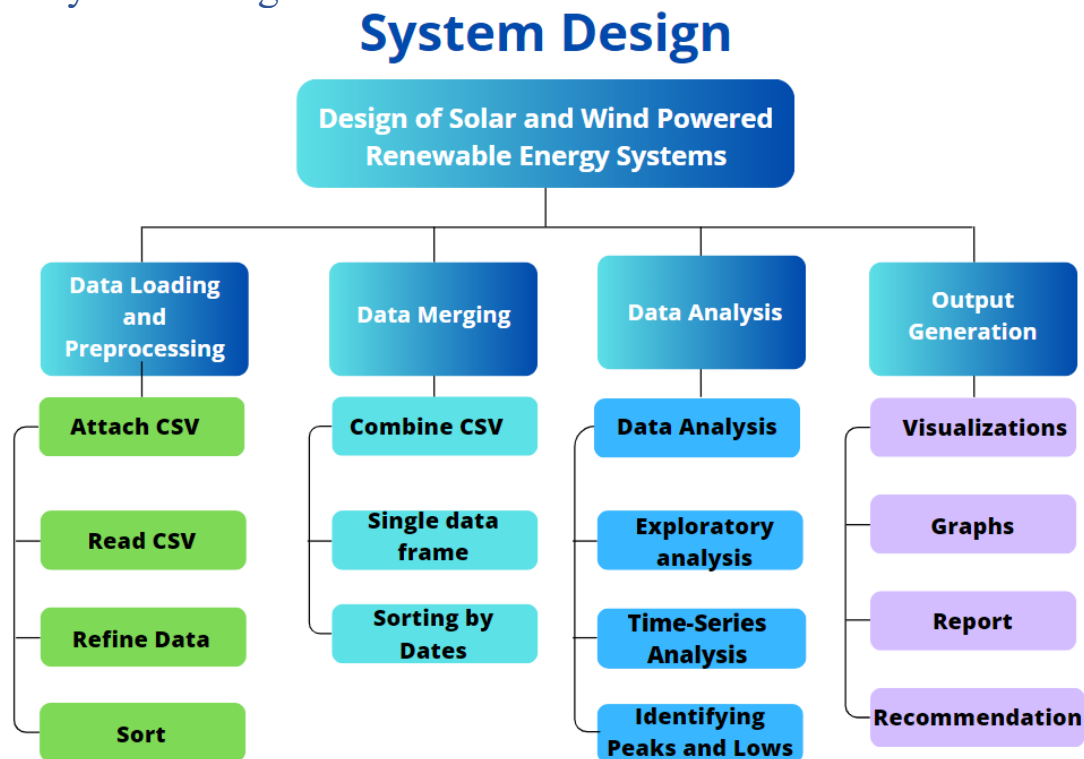 System Design
Design of Solar and Wind Powered
Renewable Energy Systems
Data Loading
and
Preprocessing
Attach CSV
Read CSV
Refine Data
Sort
Data Merging
Combine CSV
Single data
frame
Sorting by
Dates
Data Analysis
Data Analysis
Exploratory
analysis
Time-Series
Analysis
Identifying
Peaks and Lows
Output
Generation
Visualizations
Graphs
Report
Recommendation